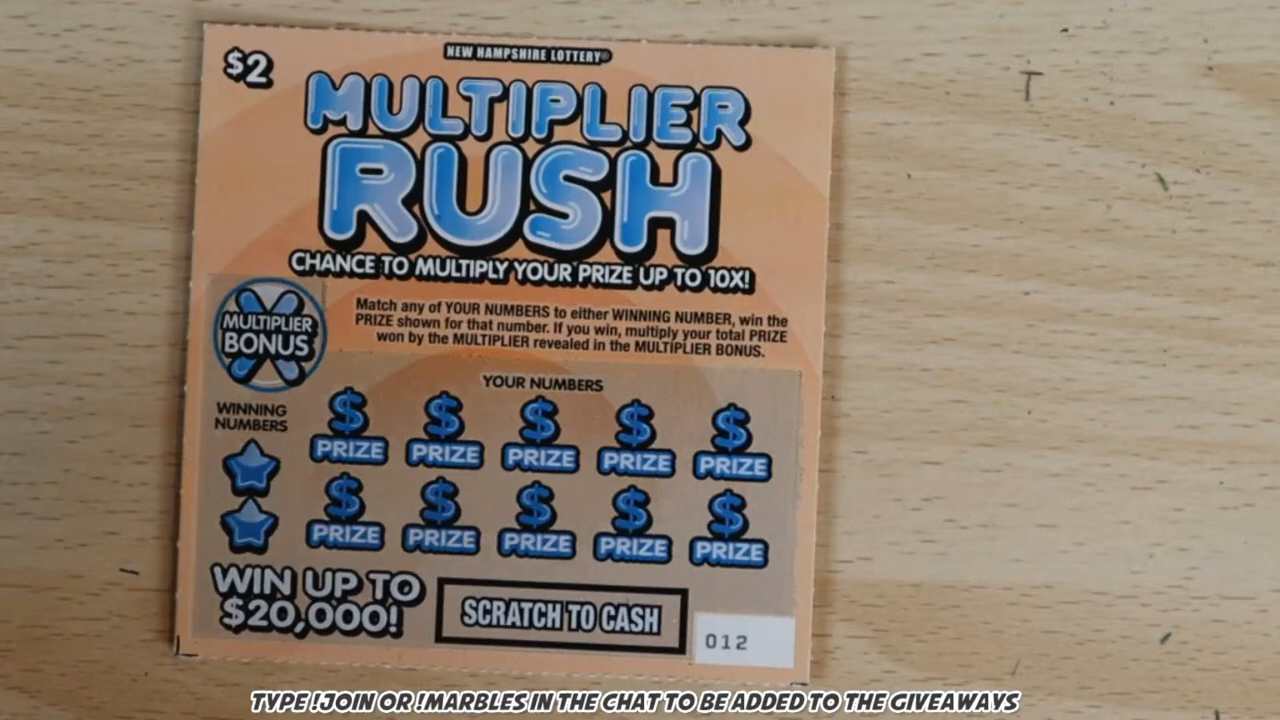 NEW HAMPSHIRE LOTTERY®
$2
MULTIPLIER
RUSH
CHANCE TO MULTIPLY YOUR PRIZE UP TO 10X!
Match any of YOUR NUMBERS to either WINNING NUMBER, win the
PRIZE shown for that number. If you win, multiply your total PRIZE
won by the MULTIPLIER revealed in the MULTIPLIER BONUS.
MULTIPLIER
BONUS
YOUR NUMBERS
WINNING
NUMBERS
$ $ $ $ $
PRIZE PRIZE PRIZE PRIZE PRIZE
$ $ $ $ $
PRIZE PRIZE PRIZE PRIZE PRIZE
WIN UP TO
$20,000!
SCRATCH TO CASH
012
TYPE !JOIN OR !MARBLES IN THE CHAT TO BE ADDED TO THE GIVEAWAYS